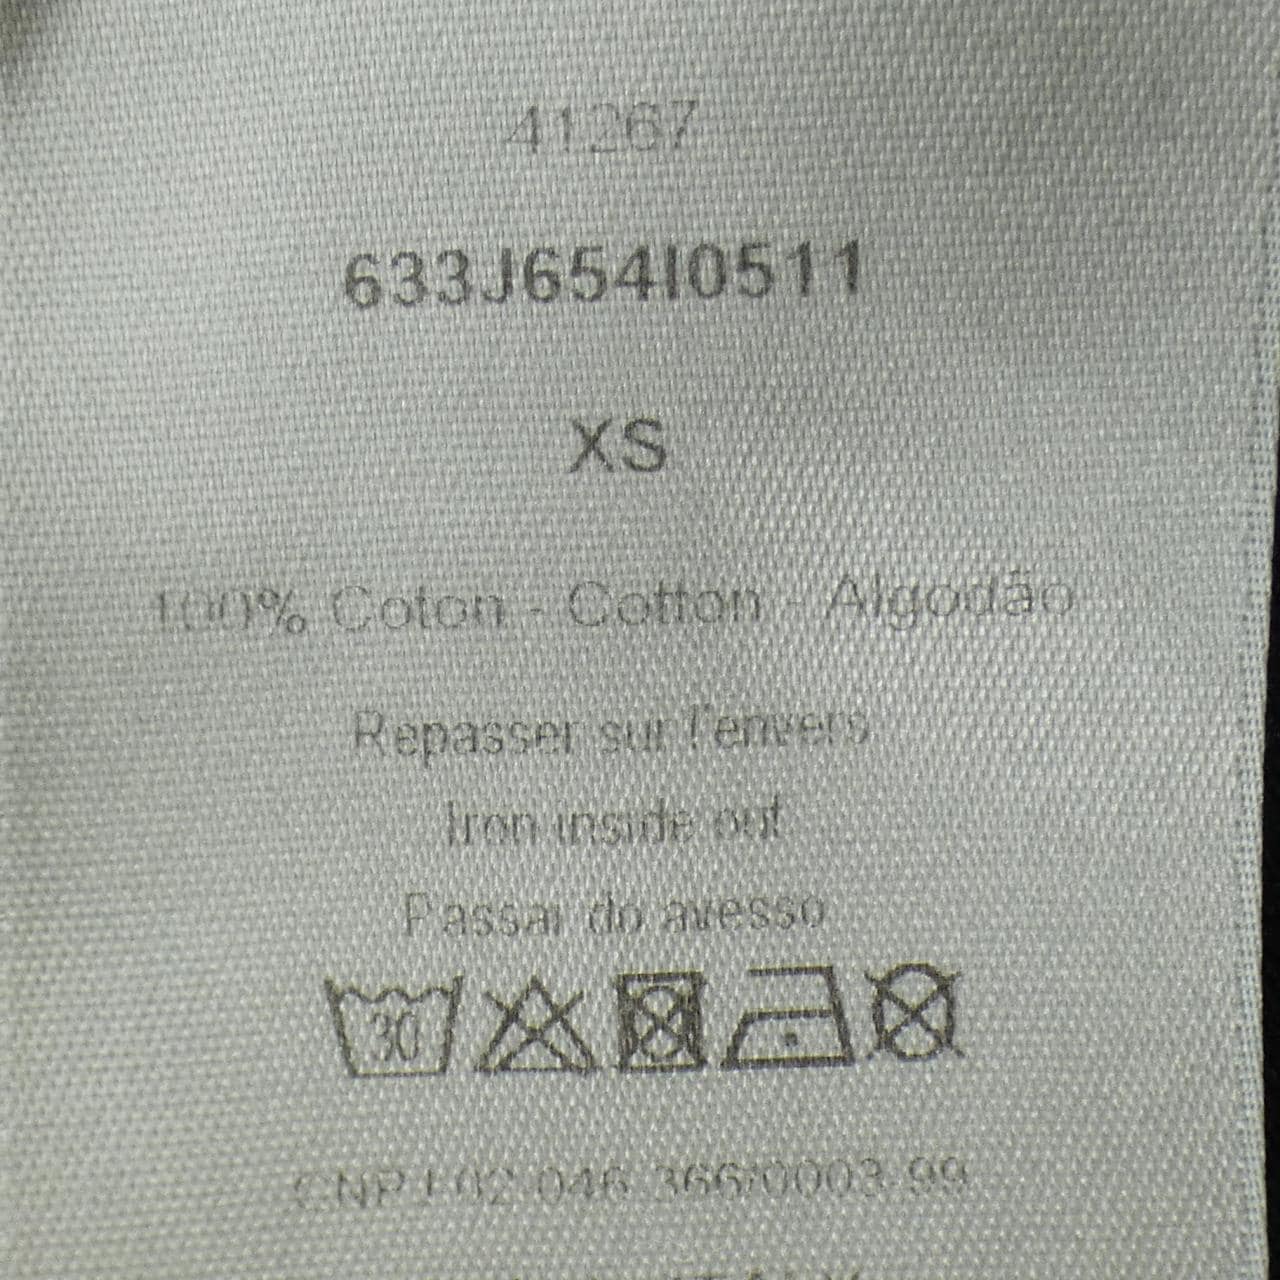 41267
633J654I0511
XS
100% Coton - Cotton - Algodão
Repasser sur l'envers
Iron inside out
Passar do avesso
30
CNPJ 02.046.366/0003-99